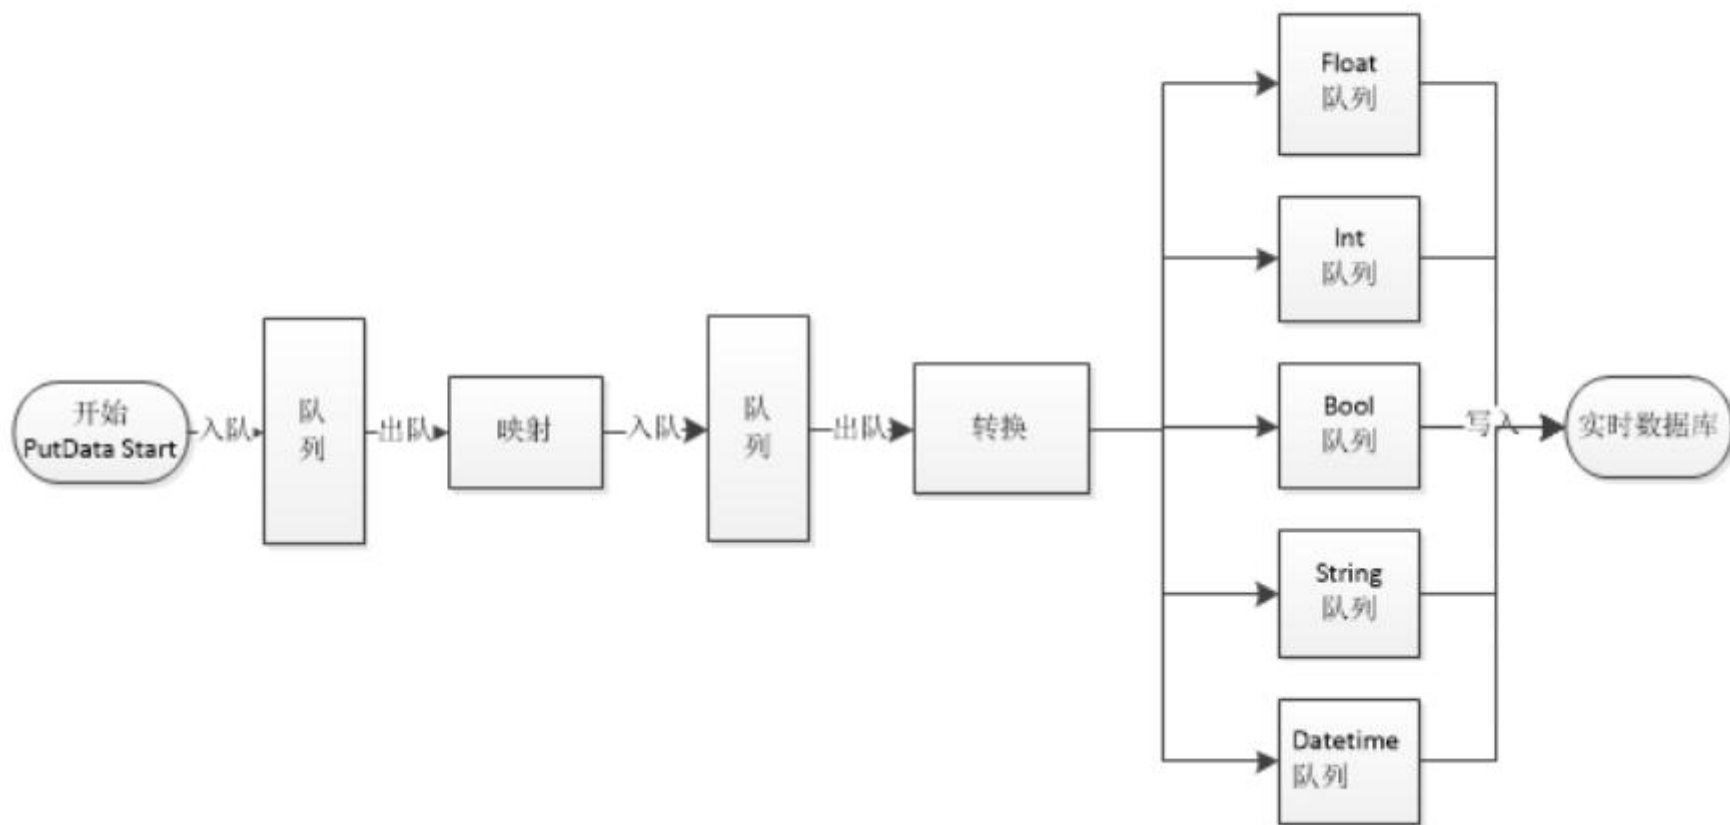 开始
PutData Start
入队
队
列
出队
映射
入队
队
列
出队
转换
Float
队列
Int
队列
Bool
队列
String
队列
Datetime
队列
写入
实时数据库